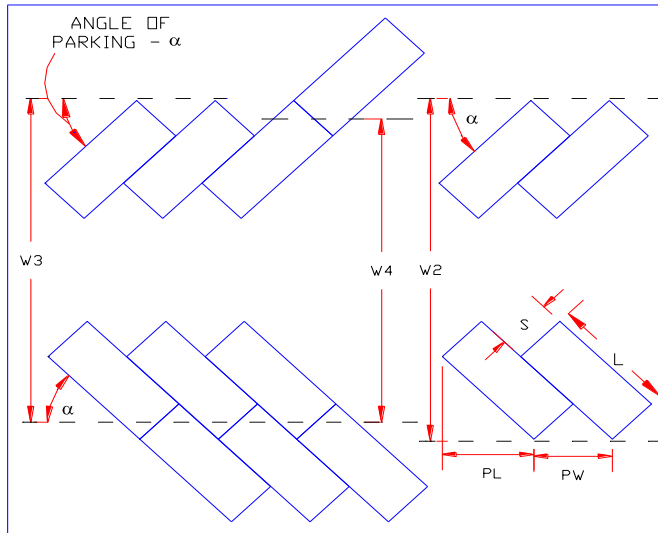 ANGLE OF
PARKING - α
α
W3
W4
W2
S
L
α
PL
PW